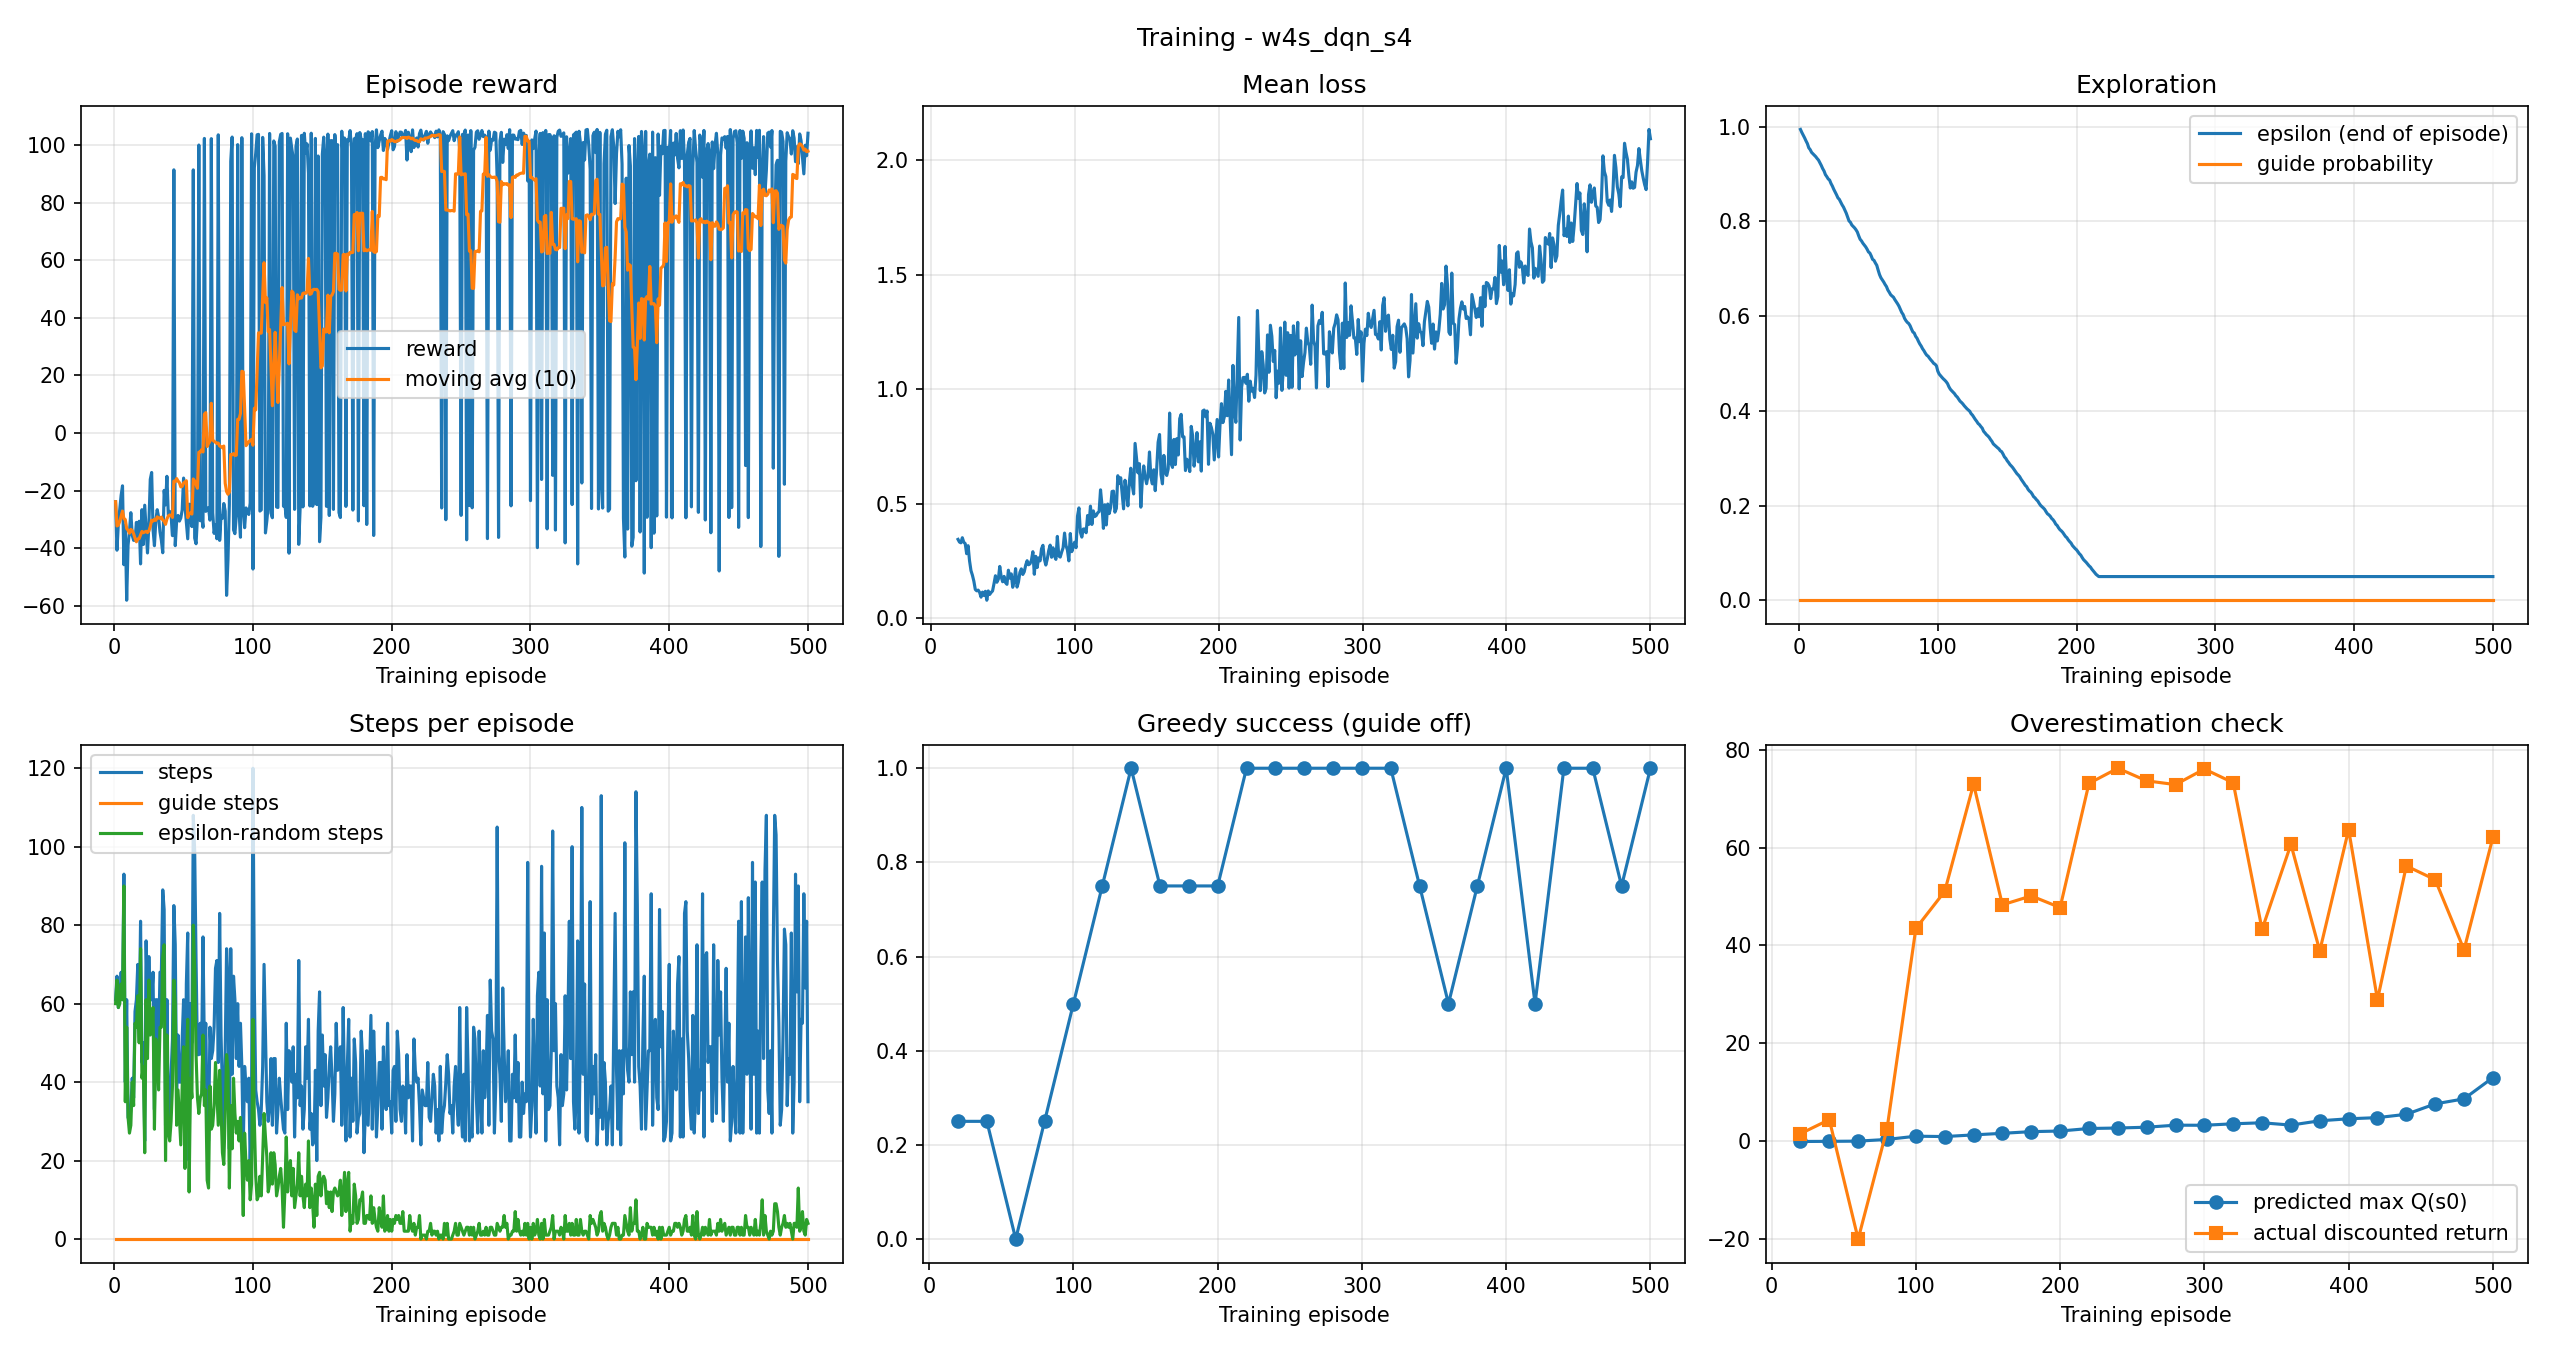 Training - w4s_dqn_s4
Episode reward
100
80
60
40
20
0
−20
−40
−60
reward
moving avg (10)
0 100 200 300 400 500
Training episode
Mean loss
2.0
1.5
1.0
0.5
0.0
0 100 200 300 400 500
Training episode
Exploration
1.0
0.8
0.6
0.4
0.2
0.0
epsilon (end of episode)
guide probability
0 100 200 300 400 500
Training episode
Steps per episode
120
100
80
60
40
20
0
steps
guide steps
epsilon-random steps
0 100 200 300 400 500
Training episode
Greedy success (guide off)
1.0
0.8
0.6
0.4
0.2
0.0
0 100 200 300 400 500
Training episode
Overestimation check
80
60
40
20
0
−20
predicted max Q(s0)
actual discounted return
0 100 200 300 400 500
Training episode